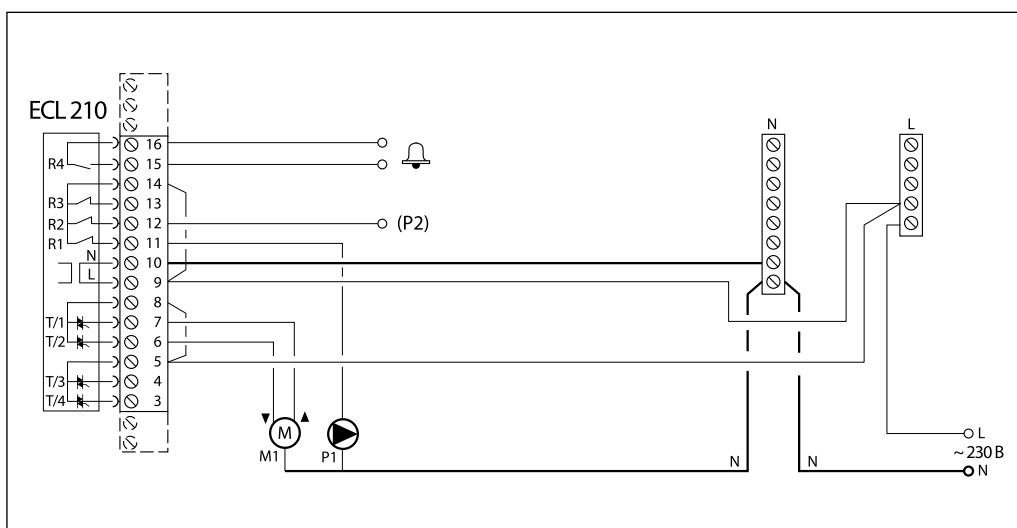 ECL 210
N
L
16
R4
15
14
R3
13
R2
12
(P2)
R1
11
N
10
L
9
8
T/1
7
T/2
6
5
T/3
4
T/4
3
M
M1
P1
N
N
L
~ 230 В
N